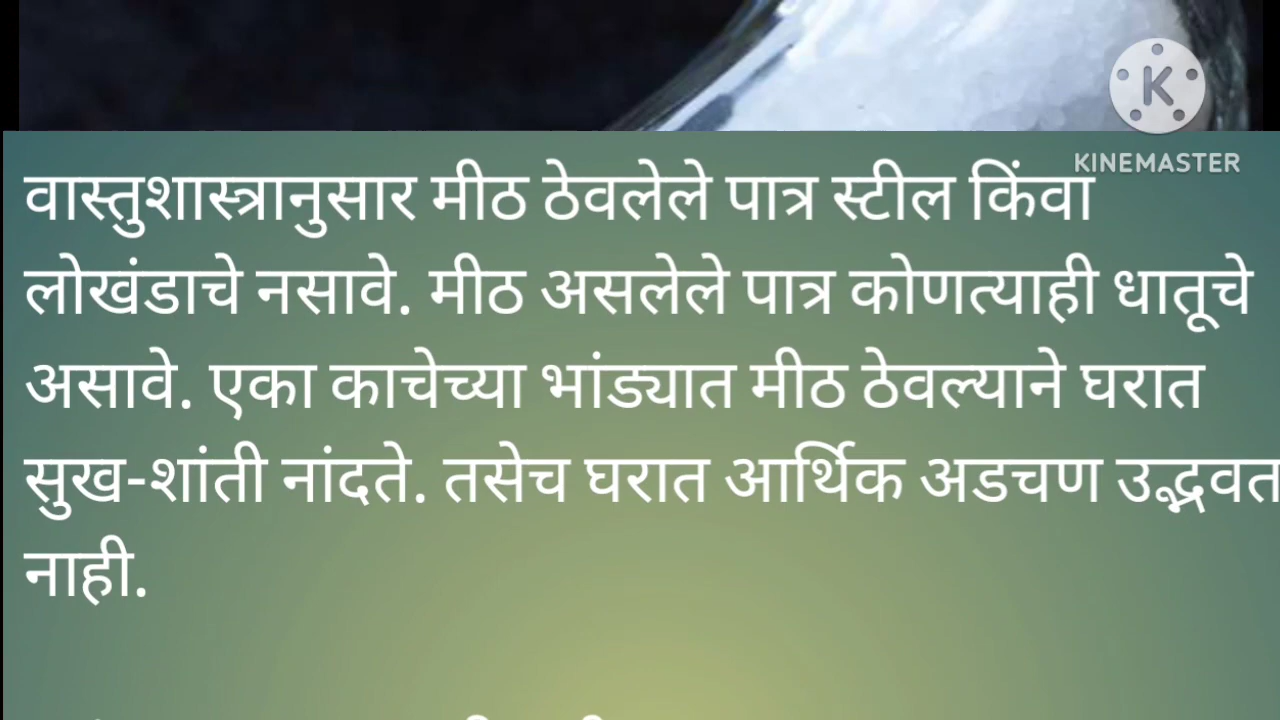 KINEMASTER
वास्तुशास्त्रानुसार मीठ ठेवलेले पात्र स्टील किंवा
लोखंडाचे नसावे. मीठ असलेले पात्र कोणत्याही धातूचे
असावे. एका काचेच्या भांड्यात मीठ ठेवल्याने घरात
सुख-शांती नांदते. तसेच घरात आर्थिक अडचण उद्भवत
नाही.